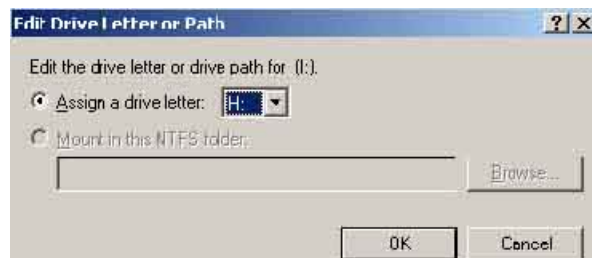 Edit Drive Letter or Path
Edit the drive letter or drive path for (I:).
Assign a drive letter: H:
Mount in this NTFS folder:
Browse...
OK Cancel